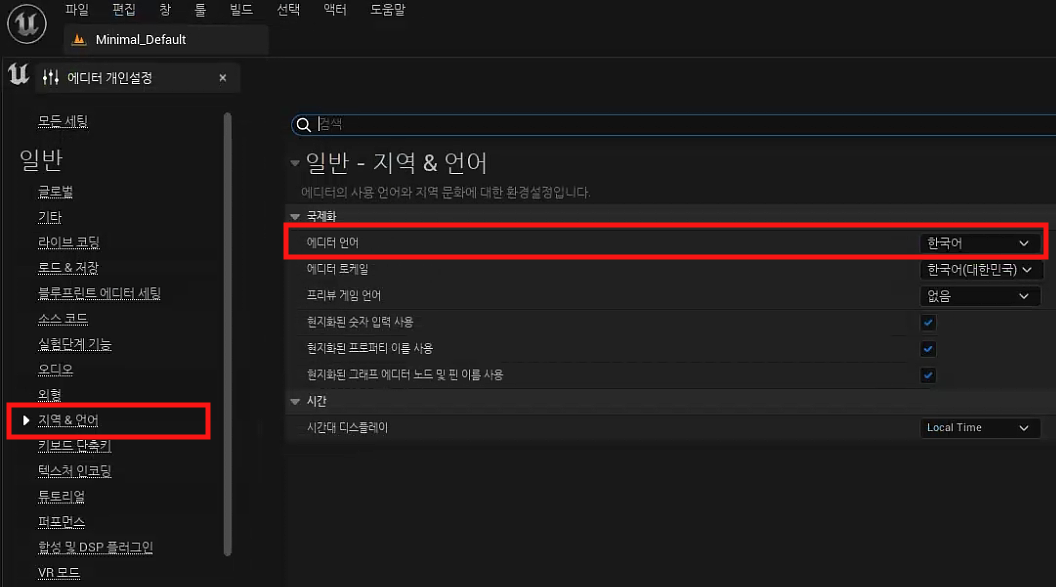 파일 편집 창 툴 빌드 선택 액터 도움말
Minimal_Default
에디터 개인설정 ×
모든 세팅
일반
글로벌
기타
라이브 코딩
로드 & 저장
블루프린트 에디터 세팅
소스 코드
실험단계 기능
오디오
외형
지역 & 언어
키보드 단축키
텍스처 인코딩
튜토리얼
퍼포먼스
합성 및 DSP 플러그인
VR 모드
검색
일반 - 지역 & 언어
에디터의 사용 언어와 지역 문화에 대한 환경설정입니다.
국제화
에디터 언어 한국어
에디터 로케일 한국어(대한민국)
프리뷰 게임 언어 없음
현지화된 숫자 입력 사용
현지화된 프로퍼티 이름 사용
현지화된 그래프 에디터 노드 및 핀 이름 사용
시간
시간대 디스플레이 Local Time